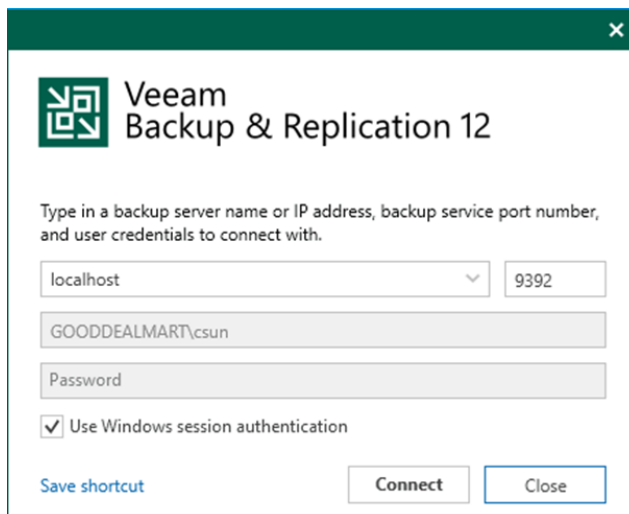 Veeam
Backup & Replication 12
Type in a backup server name or IP address, backup service port number,
and user credentials to connect with.
localhost 9392
GOODDEALMART\csun
Password
Use Windows session authentication
Save shortcut Connect Close